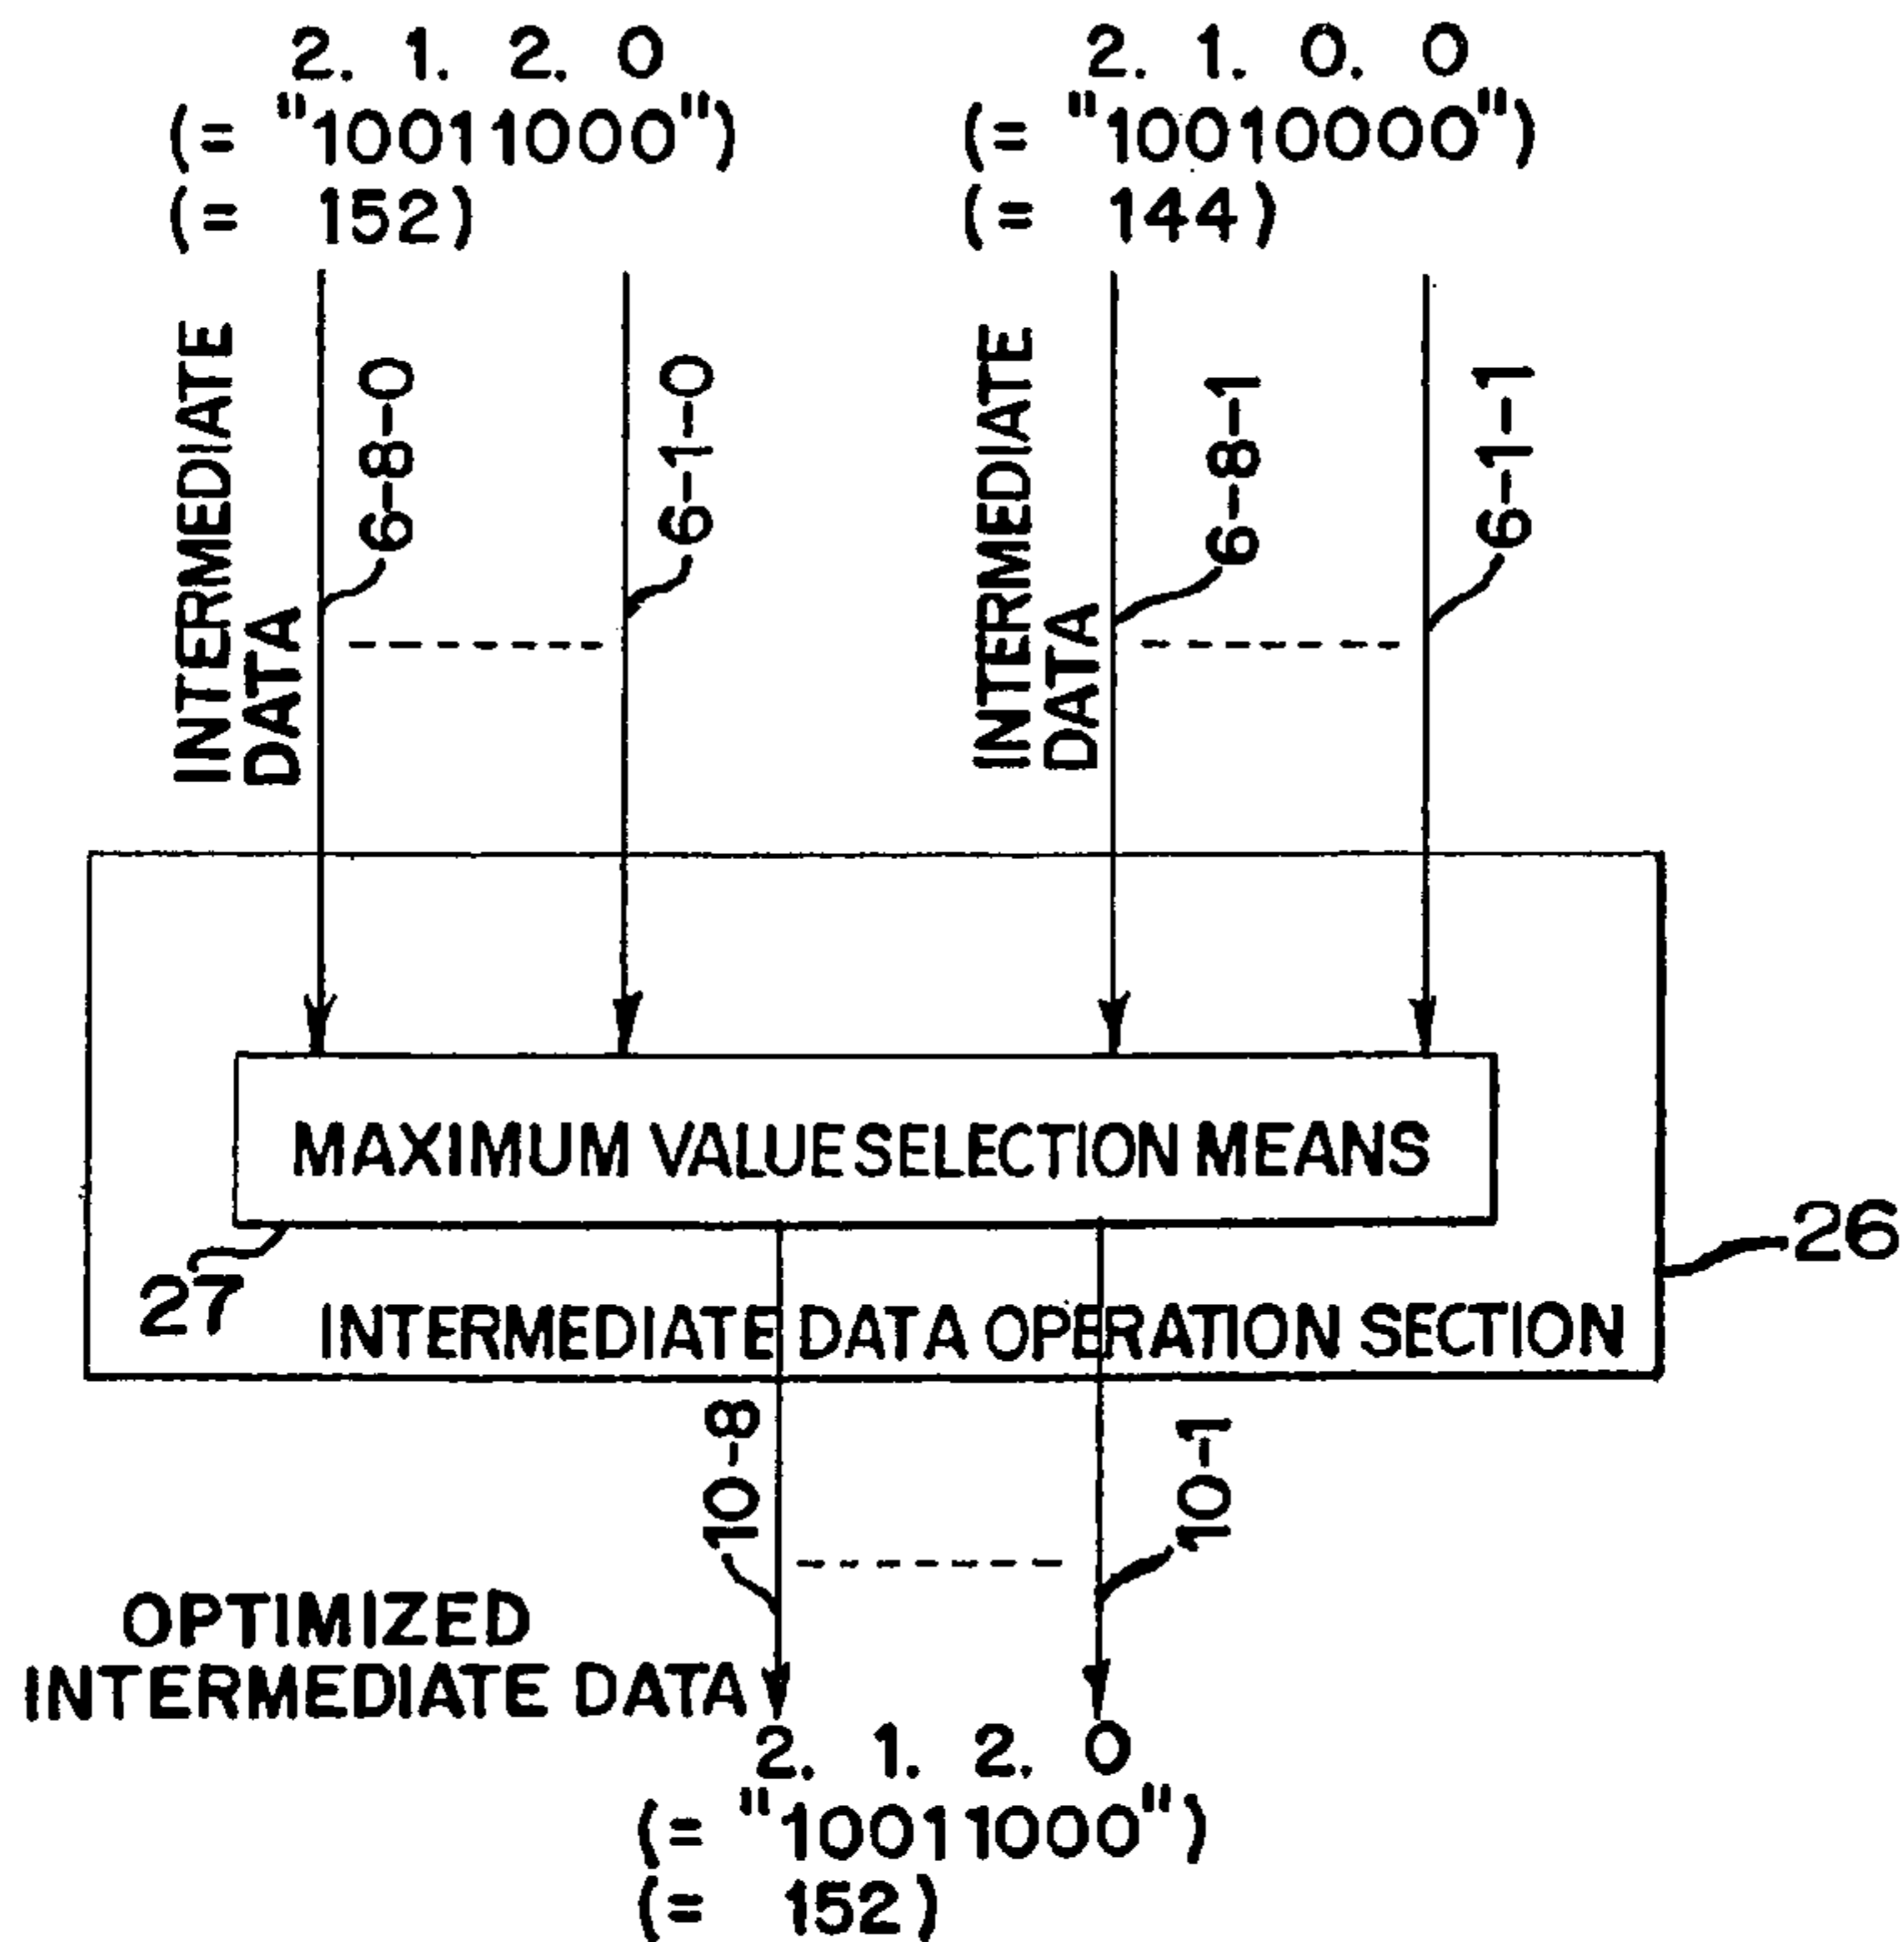 2. 1. 2. 0
(= "10011000")
(= 152)
2. 1. 0. 0
(= "10010000")
(= 144)
INTERMEDIATE
DATA
6-8-0
6-1-0
INTERMEDIATE
DATA
6-8-1
6-1-1
MAXIMUM VALUE SELECTION MEANS
27
INTERMEDIATE DATA OPERATION SECTION
26
10-8
10-1
OPTIMIZED
INTERMEDIATE DATA
2. 1. 2. 0
(= "10011000")
(= 152)